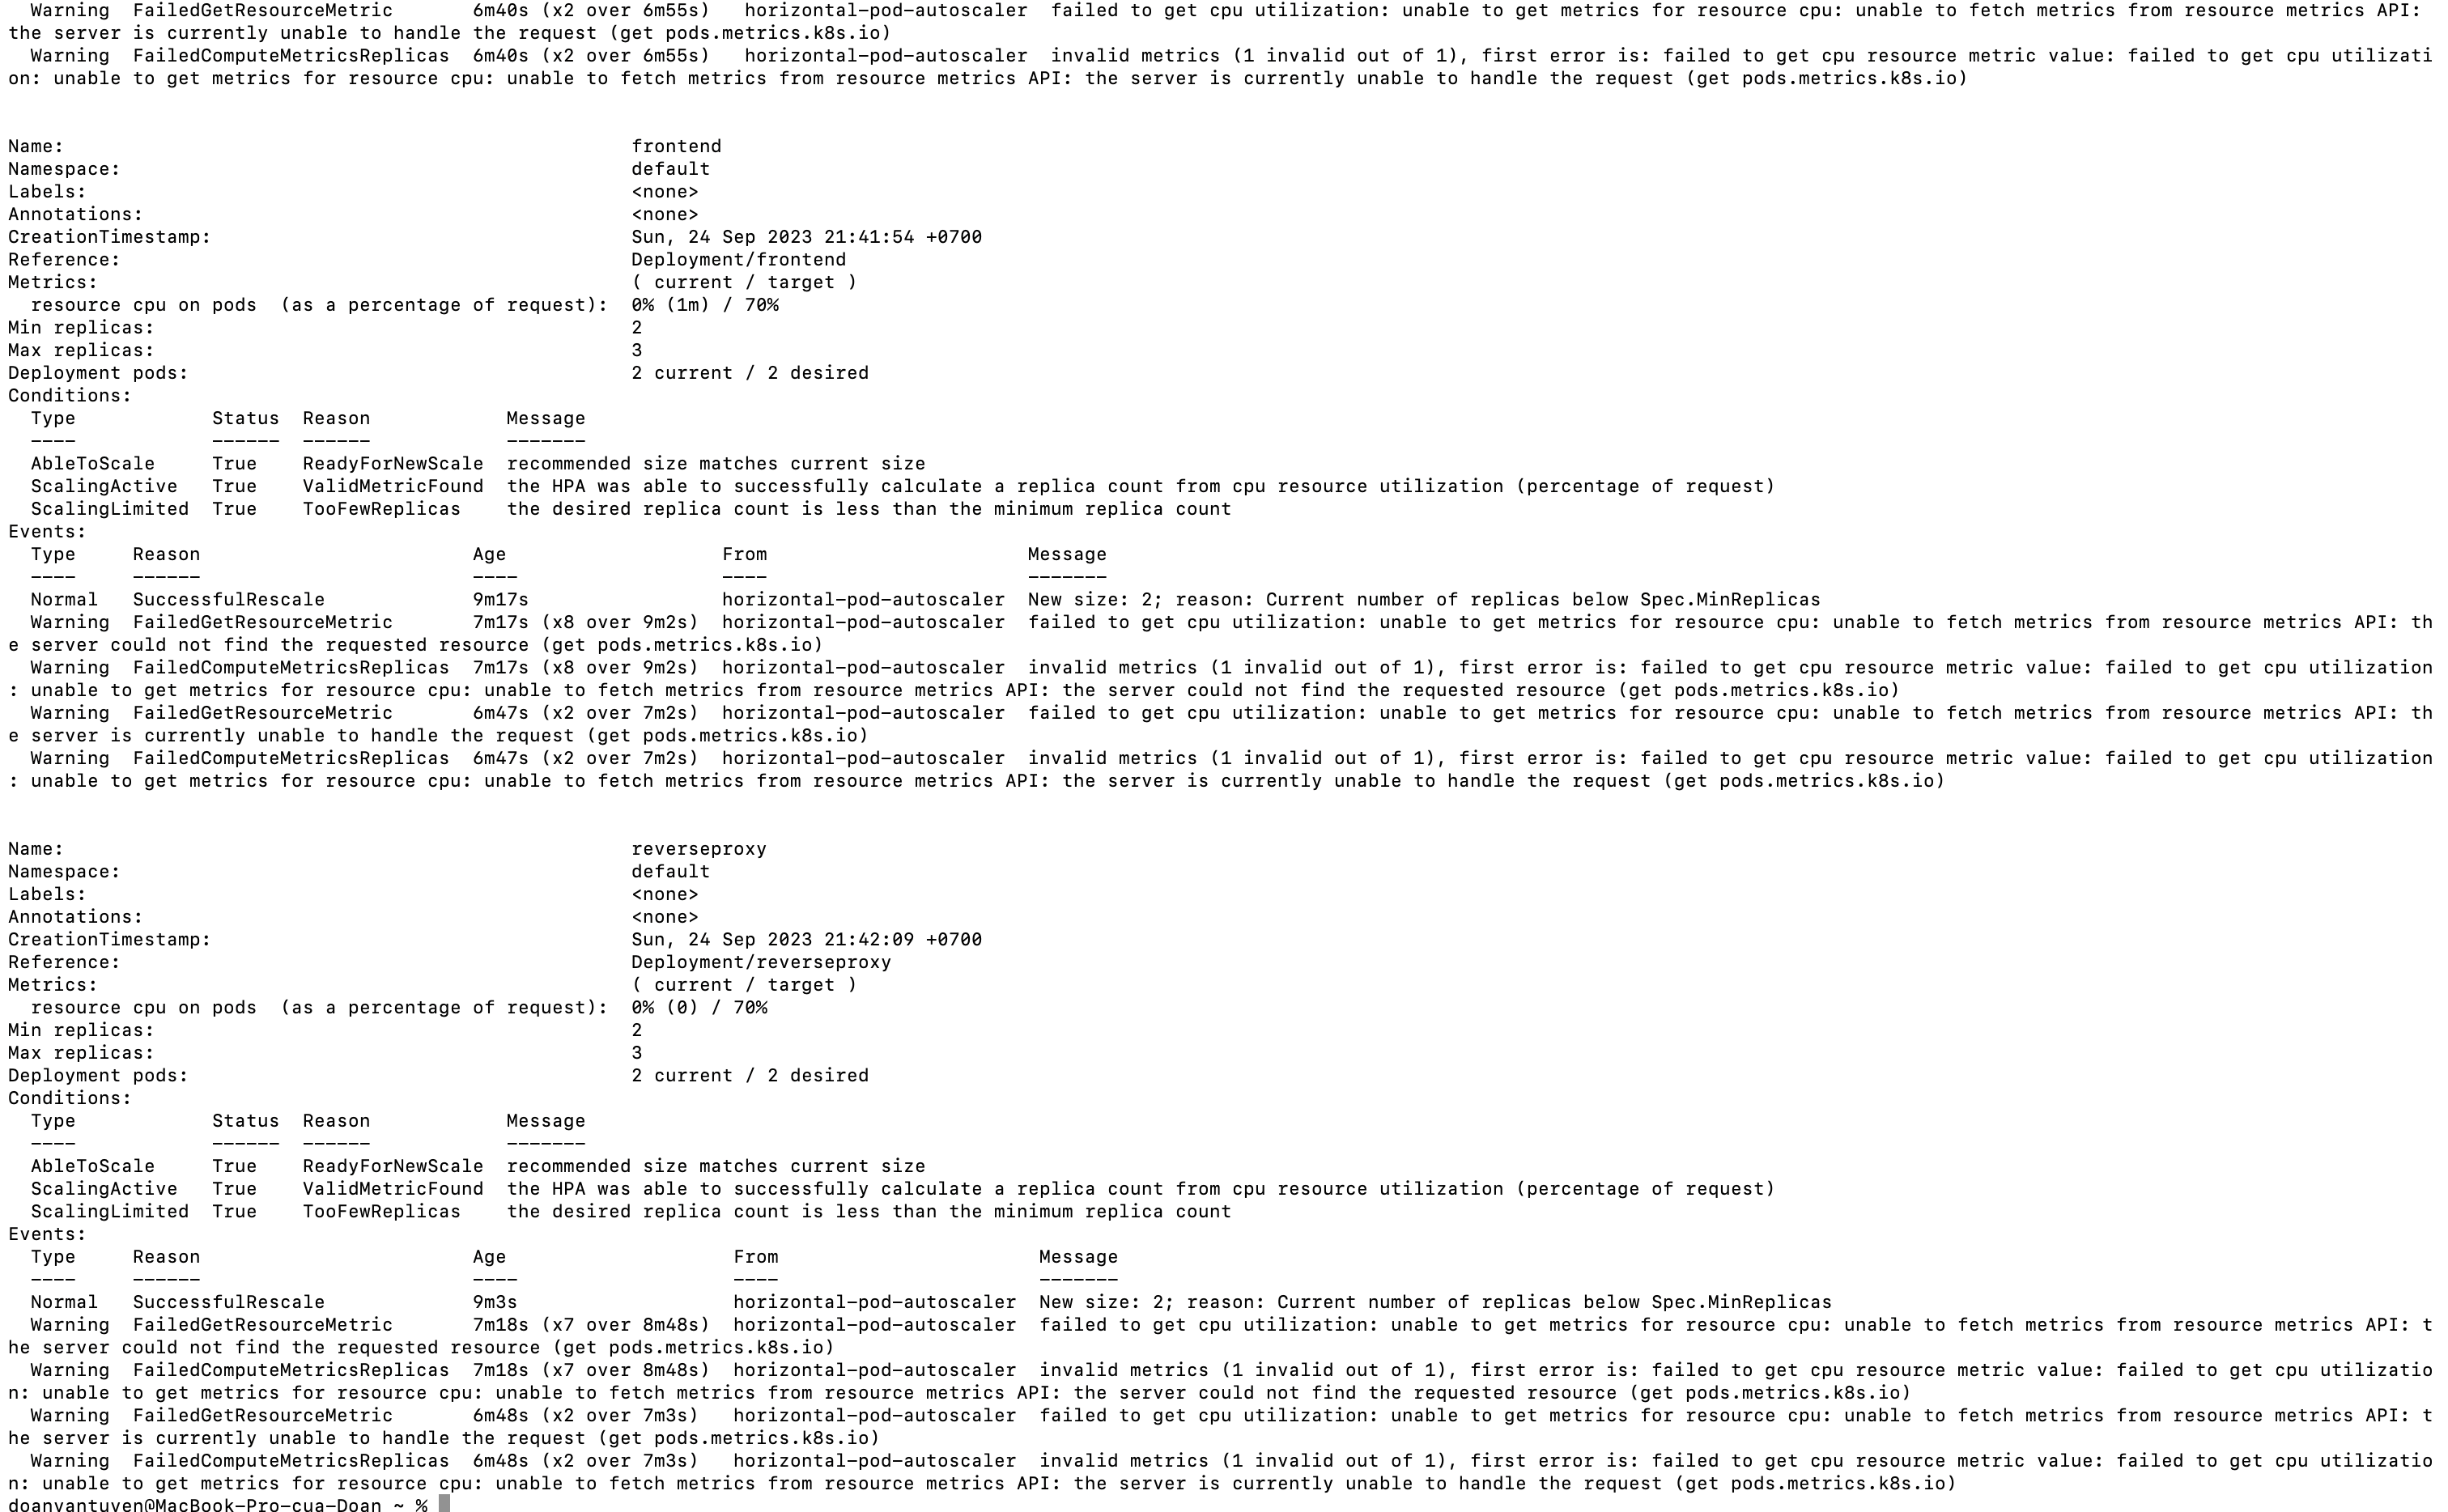 Warning  FailedGetResourceMetric       6m40s (x2 over 6m55s)   horizontal-pod-autoscaler  failed to get cpu utilization: unable to get metrics for resource cpu: unable to fetch metrics from resource metrics API:
the server is currently unable to handle the request (get pods.metrics.k8s.io)
  Warning  FailedComputeMetricsReplicas  6m40s (x2 over 6m55s)   horizontal-pod-autoscaler  invalid metrics (1 invalid out of 1), first error is: failed to get cpu resource metric value: failed to get cpu utilizati
on: unable to get metrics for resource cpu: unable to fetch metrics from resource metrics API: the server is currently unable to handle the request (get pods.metrics.k8s.io)
Name:                                                  frontend
Namespace:                                             default
Labels:                                                <none>
Annotations:                                           <none>
CreationTimestamp:                                     Sun, 24 Sep 2023 21:41:54 +0700
Reference:                                             Deployment/frontend
Metrics:                                               ( current / target )
  resource cpu on pods  (as a percentage of request):  0% (1m) / 70%
Min replicas:                                          2
Max replicas:                                          3
Deployment pods:                                       2 current / 2 desired
Conditions:
  Type            Status  Reason            Message
  ----            ------  ------            -------
  AbleToScale     True    ReadyForNewScale  recommended size matches current size
  ScalingActive   True    ValidMetricFound  the HPA was able to successfully calculate a replica count from cpu resource utilization (percentage of request)
  ScalingLimited  True    TooFewReplicas    the desired replica count is less than the minimum replica count
Events:
  Type     Reason                        Age                   From                       Message
  ----     ------                        ----                  ----                       -------
  Normal   SuccessfulRescale             9m17s                 horizontal-pod-autoscaler  New size: 2; reason: Current number of replicas below Spec.MinReplicas
  Warning  FailedGetResourceMetric       7m17s (x8 over 9m2s)  horizontal-pod-autoscaler  failed to get cpu utilization: unable to get metrics for resource cpu: unable to fetch metrics from resource metrics API: th
e server could not find the requested resource (get pods.metrics.k8s.io)
  Warning  FailedComputeMetricsReplicas  7m17s (x8 over 9m2s)  horizontal-pod-autoscaler  invalid metrics (1 invalid out of 1), first error is: failed to get cpu resource metric value: failed to get cpu utilization
: unable to get metrics for resource cpu: unable to fetch metrics from resource metrics API: the server could not find the requested resource (get pods.metrics.k8s.io)
  Warning  FailedGetResourceMetric       6m47s (x2 over 7m2s)  horizontal-pod-autoscaler  failed to get cpu utilization: unable to get metrics for resource cpu: unable to fetch metrics from resource metrics API: th
e server is currently unable to handle the request (get pods.metrics.k8s.io)
  Warning  FailedComputeMetricsReplicas  6m47s (x2 over 7m2s)  horizontal-pod-autoscaler  invalid metrics (1 invalid out of 1), first error is: failed to get cpu resource metric value: failed to get cpu utilization
: unable to get metrics for resource cpu: unable to fetch metrics from resource metrics API: the server is currently unable to handle the request (get pods.metrics.k8s.io)
Name:                                                  reverseproxy
Namespace:                                             default
Labels:                                                <none>
Annotations:                                           <none>
CreationTimestamp:                                     Sun, 24 Sep 2023 21:42:09 +0700
Reference:                                             Deployment/reverseproxy
Metrics:                                               ( current / target )
  resource cpu on pods  (as a percentage of request):  0% (0) / 70%
Min replicas:                                          2
Max replicas:                                          3
Deployment pods:                                       2 current / 2 desired
Conditions:
  Type            Status  Reason            Message
  ----            ------  ------            -------
  AbleToScale     True    ReadyForNewScale  recommended size matches current size
  ScalingActive   True    ValidMetricFound  the HPA was able to successfully calculate a replica count from cpu resource utilization (percentage of request)
  ScalingLimited  True    TooFewReplicas    the desired replica count is less than the minimum replica count
Events:
  Type     Reason                        Age                    From                       Message
  ----     ------                        ----                   ----                       -------
  Normal   SuccessfulRescale             9m3s                   horizontal-pod-autoscaler  New size: 2; reason: Current number of replicas below Spec.MinReplicas
  Warning  FailedGetResourceMetric       7m18s (x7 over 8m48s)  horizontal-pod-autoscaler  failed to get cpu utilization: unable to get metrics for resource cpu: unable to fetch metrics from resource metrics API: t
he server could not find the requested resource (get pods.metrics.k8s.io)
  Warning  FailedComputeMetricsReplicas  7m18s (x7 over 8m48s)  horizontal-pod-autoscaler  invalid metrics (1 invalid out of 1), first error is: failed to get cpu resource metric value: failed to get cpu utilizatio
n: unable to get metrics for resource cpu: unable to fetch metrics from resource metrics API: the server could not find the requested resource (get pods.metrics.k8s.io)
  Warning  FailedGetResourceMetric       6m48s (x2 over 7m3s)   horizontal-pod-autoscaler  failed to get cpu utilization: unable to get metrics for resource cpu: unable to fetch metrics from resource metrics API: t
he server is currently unable to handle the request (get pods.metrics.k8s.io)
  Warning  FailedComputeMetricsReplicas  6m48s (x2 over 7m3s)   horizontal-pod-autoscaler  invalid metrics (1 invalid out of 1), first error is: failed to get cpu resource metric value: failed to get cpu utilizatio
n: unable to get metrics for resource cpu: unable to fetch metrics from resource metrics API: the server is currently unable to handle the request (get pods.metrics.k8s.io)
doanvantuyen@MacBook-Pro-cua-Doan ~ %